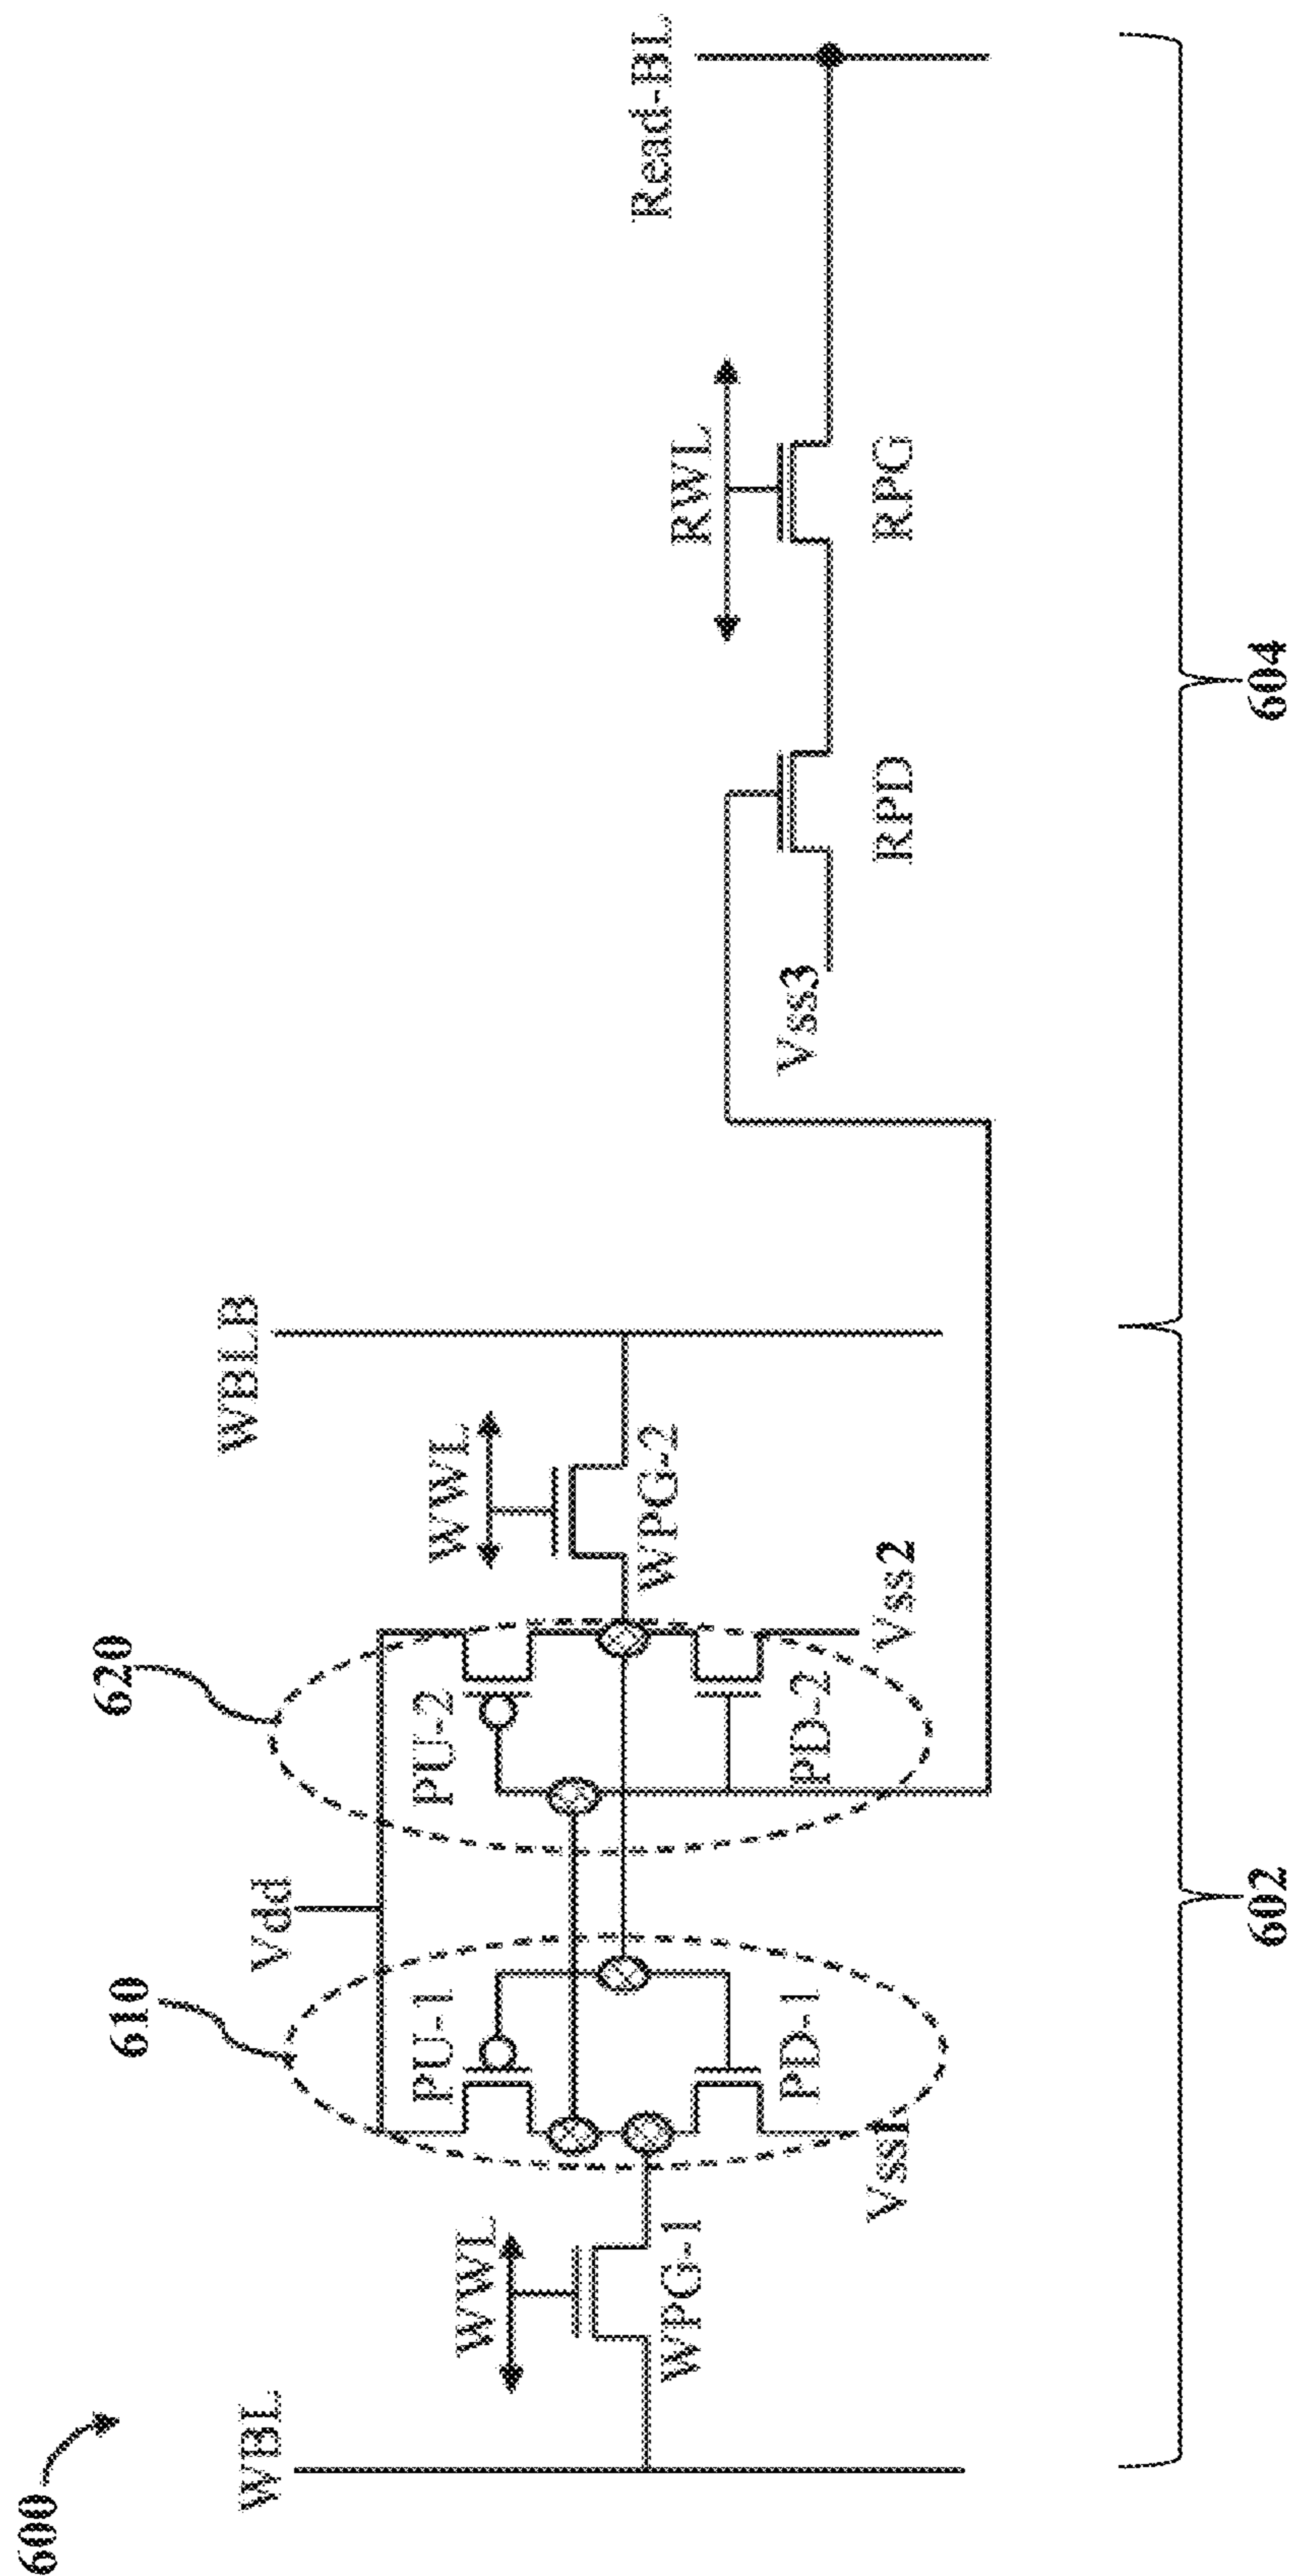 600
WBL
WWL
WPG-1
610
PU-1
PD-1
Vss1
Vdd
620
PU-2
PD-2
Vss2
WWL
WPG-2
WBLB
Vss3
RPD
RWL
RPG
Read-BL
602
604